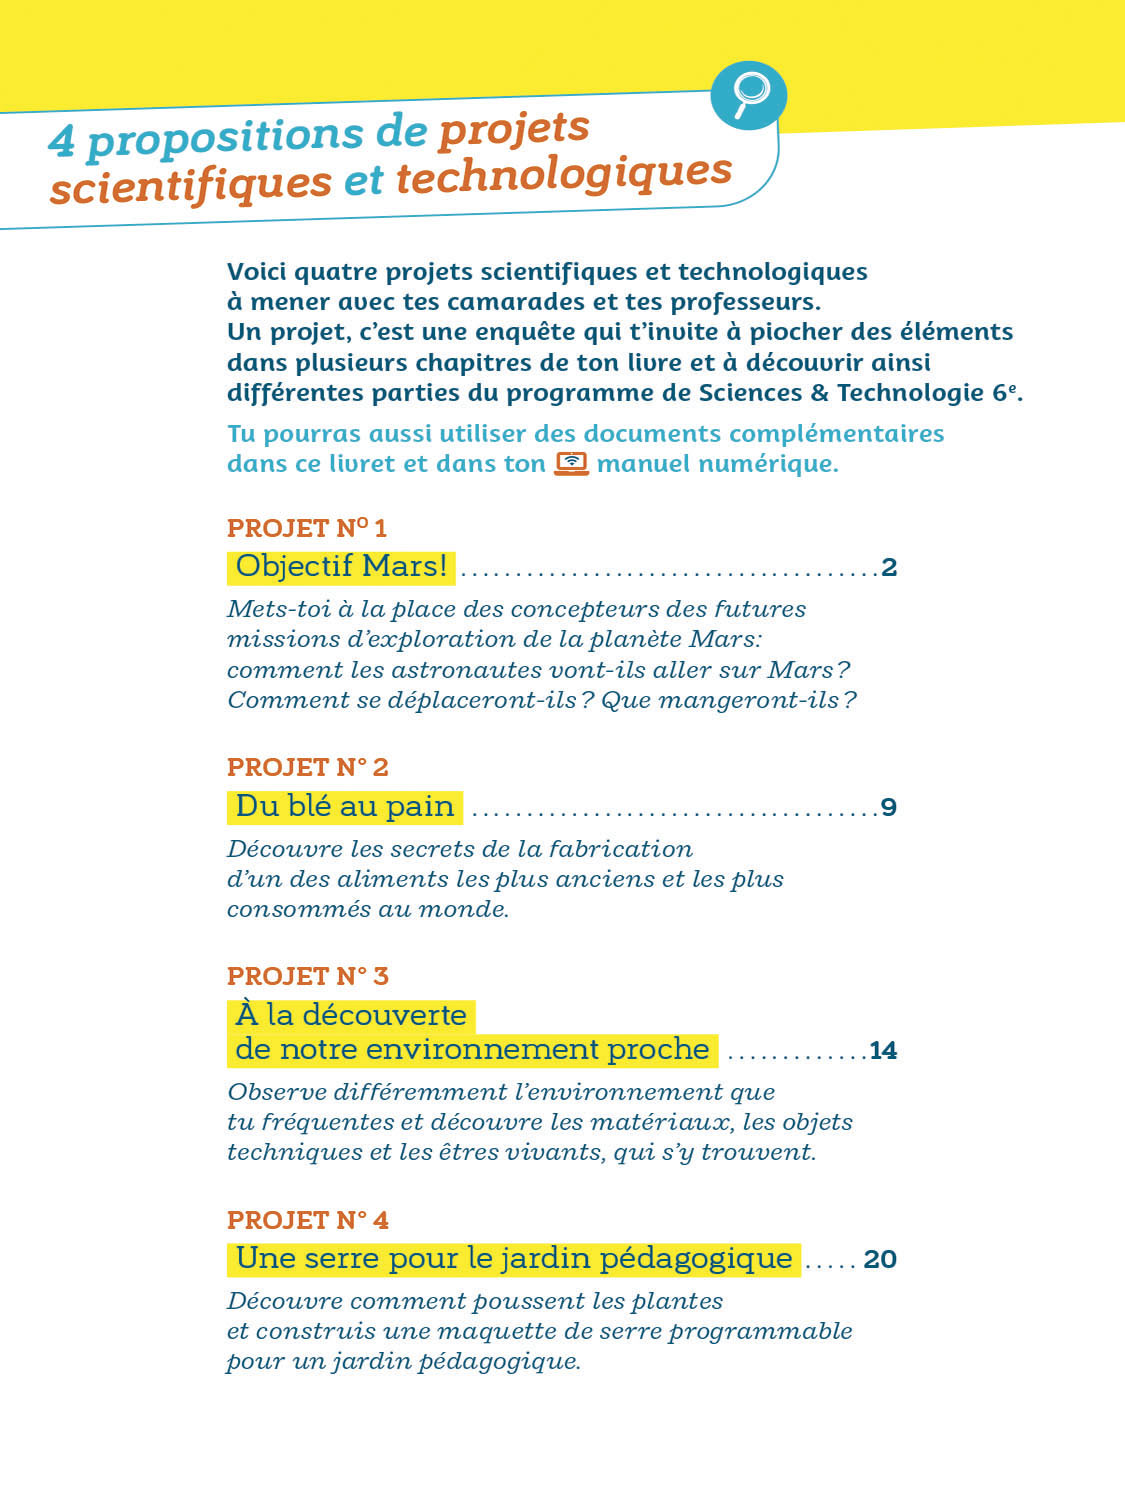 4 propositions de projets
scientifiques et technologiques
Voici quatre projets scientifiques et technologiques
à mener avec tes camarades et tes professeurs.
Un projet, c’est une enquête qui t’invite à piocher des éléments
dans plusieurs chapitres de ton livre et à découvrir ainsi
différentes parties du programme de Sciences & Technologie 6e.
Tu pourras aussi utiliser des documents complémentaires
dans ce livret et dans ton manuel numérique.
PROJET NO 1
Objectif Mars! ....................................... 2
Mets-toi à la place des concepteurs des futures
missions d’exploration de la planète Mars:
comment les astronautes vont-ils aller sur Mars?
Comment se déplaceront-ils? Que mangeront-ils?
PROJET N° 2
Du blé au pain ...................................... 9
Découvre les secrets de la fabrication
d’un des aliments les plus anciens et les plus
consommés au monde.
PROJET N° 3
À la découverte
de notre environnement proche ............. 14
Observe différemment l’environnement que
tu fréquentes et découvre les matériaux, les objets
techniques et les êtres vivants, qui s’y trouvent.
PROJET N° 4
Une serre pour le jardin pédagogique ..... 20
Découvre comment poussent les plantes
et construis une maquette de serre programmable
pour un jardin pédagogique.